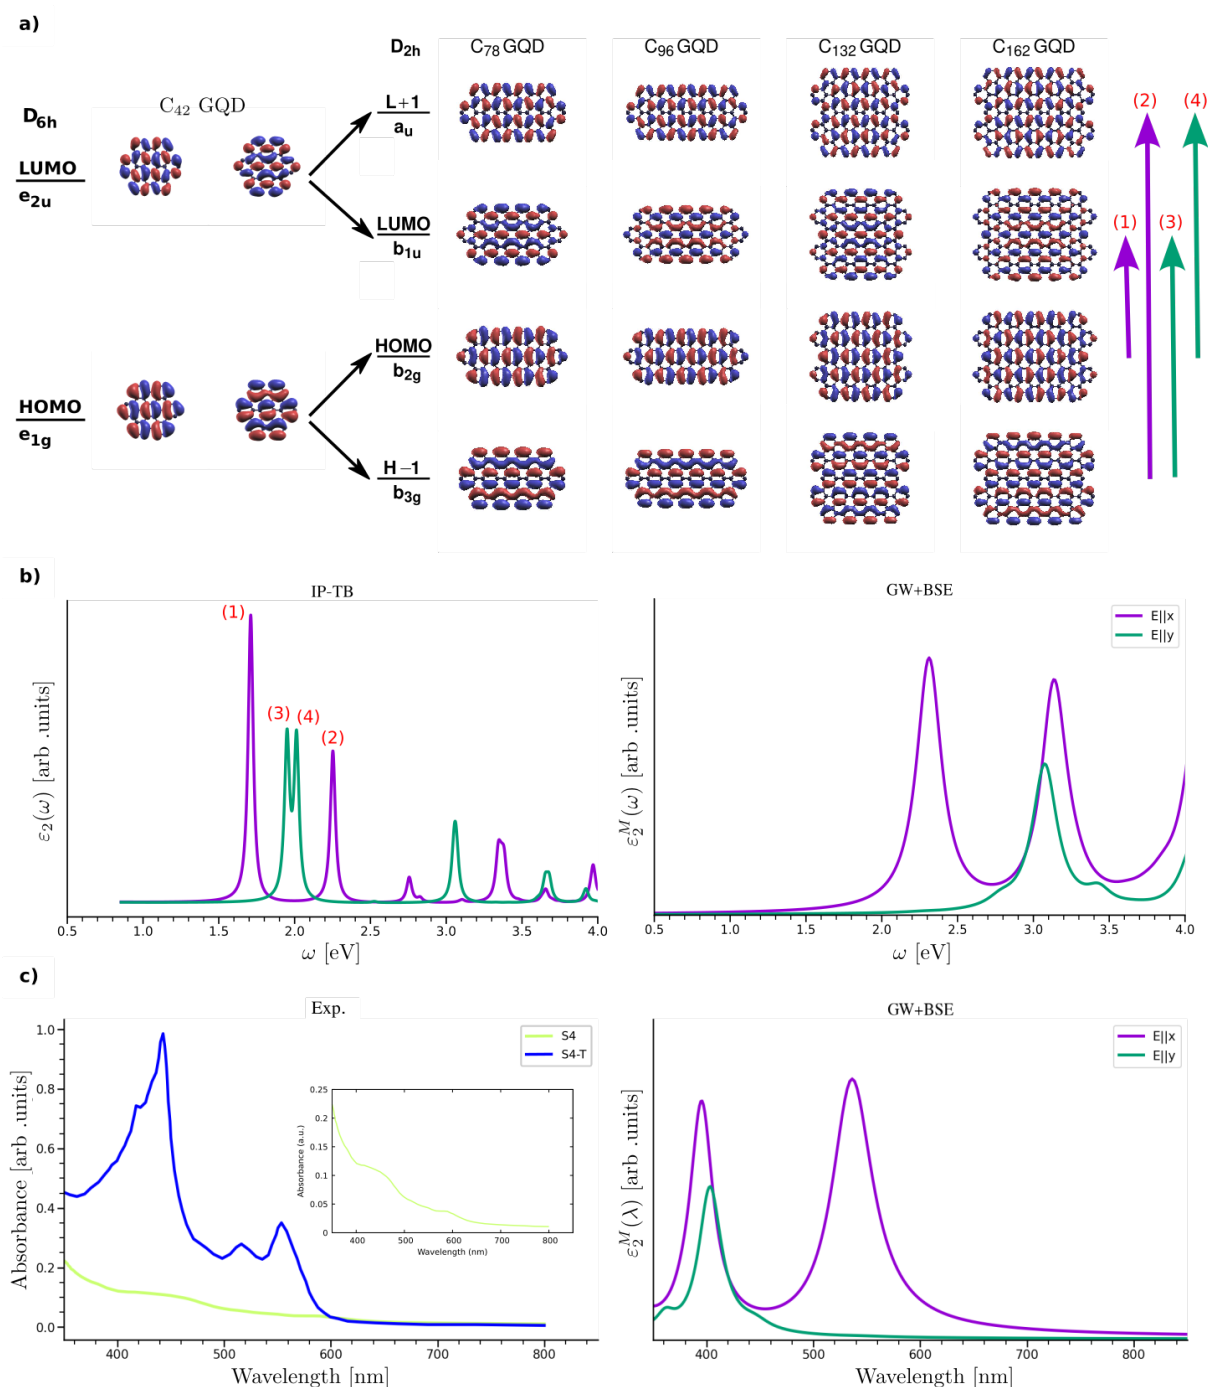 a)
D2h C78 GQD C96 GQD C132 GQD C162 GQD
C42 GQD
D6h
LUMO
e2u
L+1
au
LUMO
b1u
HOMO
b2g
HOMO
e1g
H−1
b3g
(1) (2) (3) (4)
b)
IP-TB
(1) (3) (4) (2)
ε2(ω) [arb .units]
0.5 1.0 1.5 2.0 2.5 3.0 3.5 4.0
ω [eV]
GW+BSE
E||x
E||y
ε2^M(ω) [arb .units]
0.5 1.0 1.5 2.0 2.5 3.0 3.5 4.0
ω [eV]
c)
Exp.
S4
S4-T
Absorbance [arb .units]
1.0
0.8
0.6
0.4
0.2
0.0
400 500 600 700 800
Wavelength [nm]
Absorbance (a.u.)
0.25
0.2
0.15
0.1
0.05
0
400 500 600 700 800
Wavelength (nm)
GW+BSE
E||x
E||y
ε2^M(λ) [arb .units]
400 500 600 700 800
Wavelength [nm]